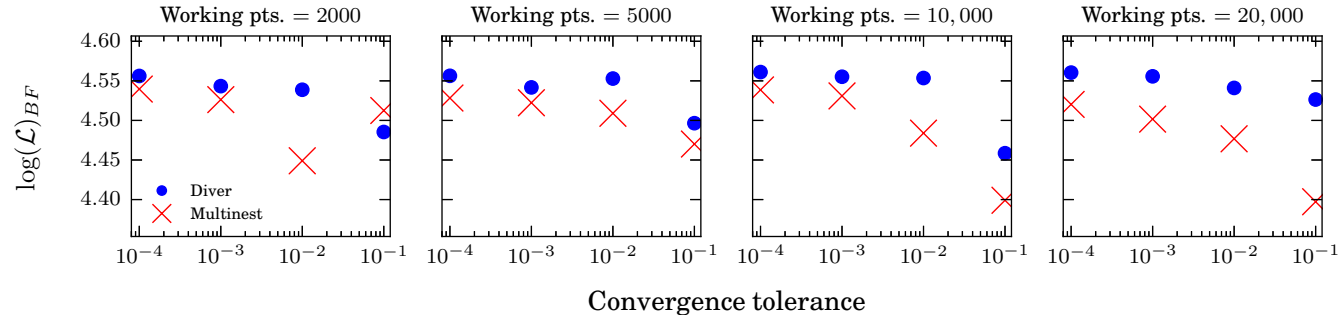 Working pts. = 2000
Working pts. = 5000
Working pts. = 10,000
Working pts. = 20,000
log(ℒ)_{BF}
4.60
4.55
4.50
4.45
4.40
Diver
Multinest
10⁻⁴ 10⁻³ 10⁻² 10⁻¹
10⁻⁴ 10⁻³ 10⁻² 10⁻¹
10⁻⁴ 10⁻³ 10⁻² 10⁻¹
10⁻⁴ 10⁻³ 10⁻² 10⁻¹
Convergence tolerance